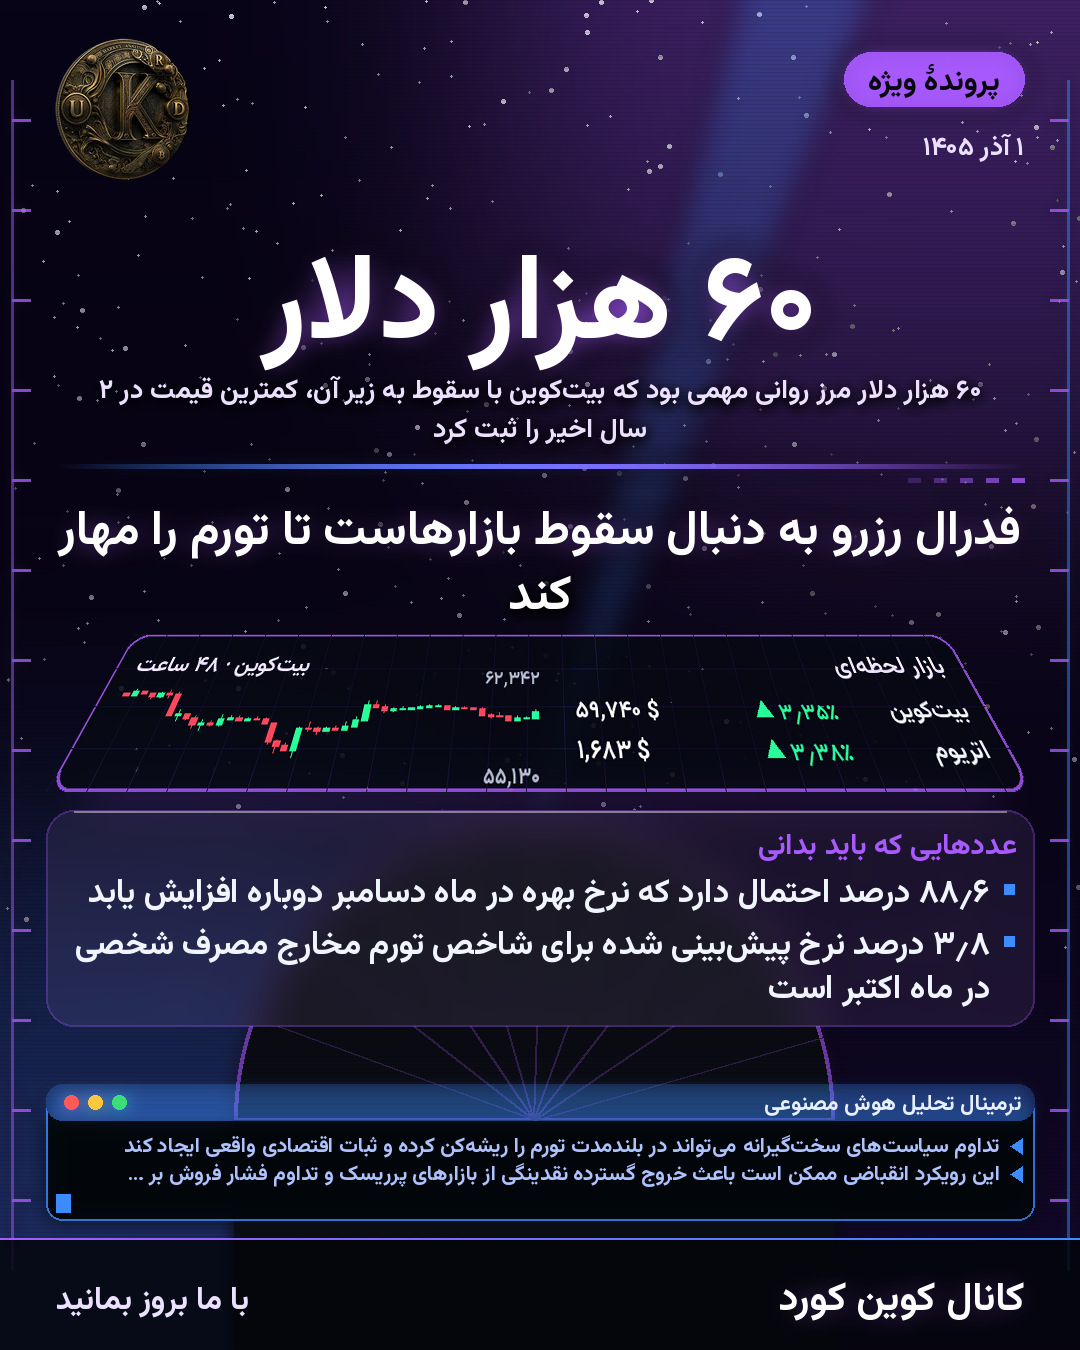 پروندهٔ ویژه
۱ آذر ۱۴۰۵
K
U
D
R
B
۶۰ هزار دلار
۶۰ هزار دلار مرز روانی مهمی بود که بیت‌کوین با سقوط به زیر آن، کمترین قیمت در ۲
سال اخیر را ثبت کرد
فدرال رزرو به دنبال سقوط بازارهاست تا تورم را مهار
کند
بازار لحظه‌ای
بیت‌کوین ۳٫۳۵٪ ▲ ۵۹,۷۴۰ $
اتریوم ۳٫۳۸٪ ▲ ۱,۶۸۳ $
بیت‌کوین · ۴۸ ساعت
۶۲,۳۴۲
۵۵,۱۳۰
عددهایی که باید بدانی
۸۸٫۶ درصد احتمال دارد که نرخ بهره در ماه دسامبر دوباره افزایش یابد
۳٫۸ درصد نرخ پیش‌بینی شده برای شاخص تورم مخارج مصرف شخصی
در ماه اکتبر است
ترمینال تحلیل هوش مصنوعی
تداوم سیاست‌های سخت‌گیرانه می‌تواند در بلندمدت تورم را ریشه‌کن کرده و ثبات اقتصادی واقعی ایجاد کند
این رویکرد انقباضی ممکن است باعث خروج گسترده نقدینگی از بازارهای پرریسک و تداوم فشار فروش بر ...
کانال کوین کورد
با ما بروز بمانید